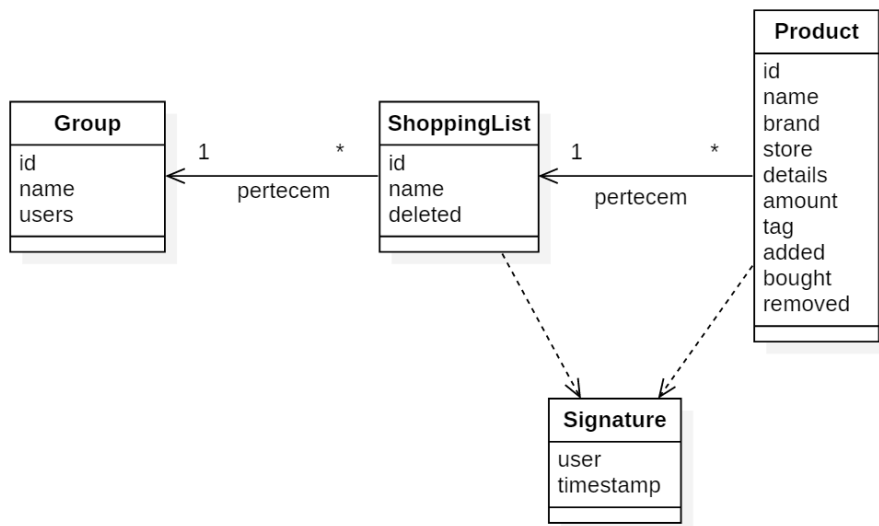 Group
id
name
users
1
*
pertecem
ShoppingList
id
name
deleted
1
*
pertecem
Product
id
name
brand
store
details
amount
tag
added
bought
removed
Signature
user
timestamp